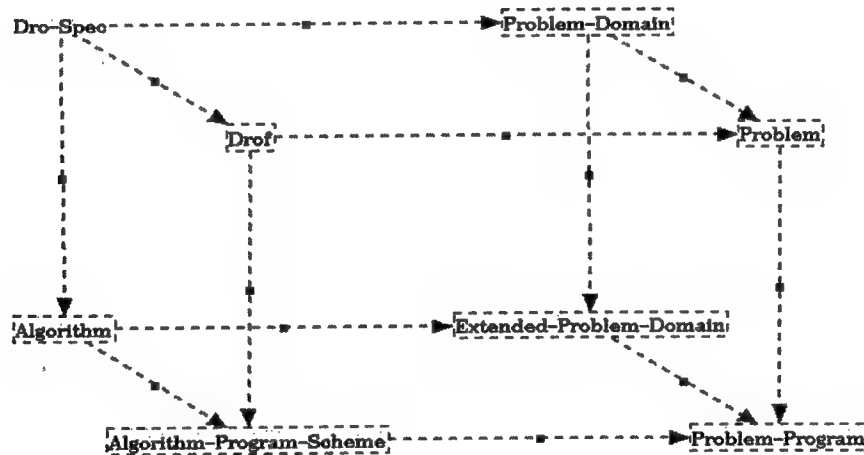 Dro-Spec
Problem-Domain
Drof
Problem
Algorithm
Extended-Problem-Domain
Algorithm-Program-Scheme
Problem-Program